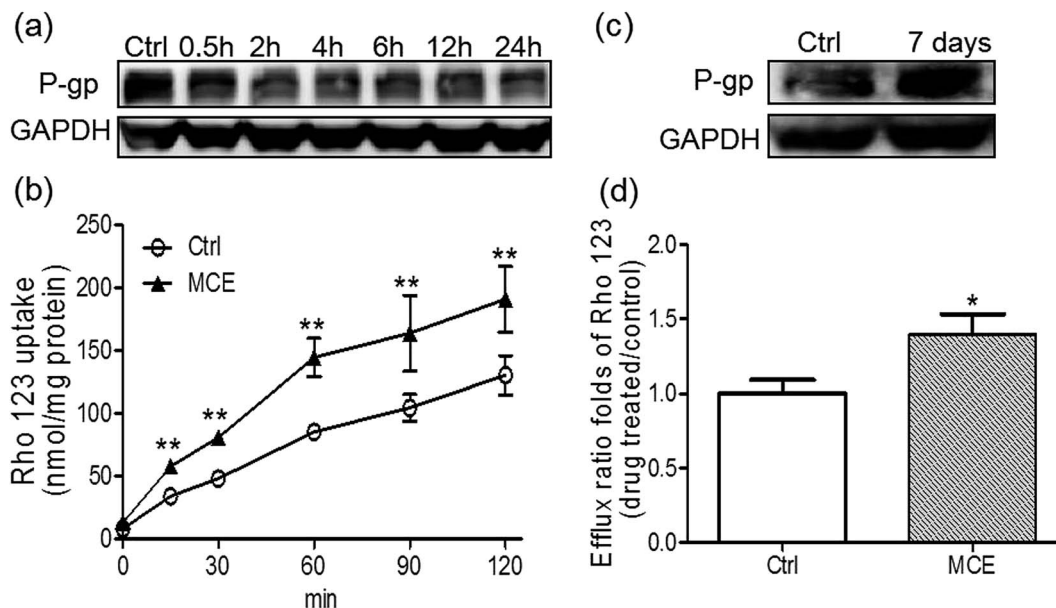 (a)
Ctrl 0.5h 2h 4h 6h 12h 24h
P-gp
GAPDH
(b)
Rho 123 uptake
(nmol/mg protein)
250
200
150
100
50
0
Ctrl
MCE
**
**
**
**
**
0 30 60 90 120
min
(c)
Ctrl 7 days
P-gp
GAPDH
(d)
Efflux ratio folds of Rho 123
(drug treated/control)
2.0
1.5
1.0
0.5
0.0
*
Ctrl MCE